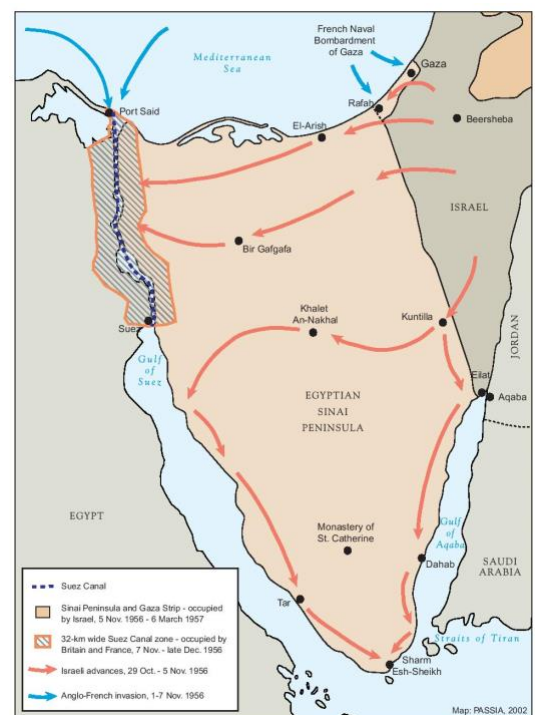 Mediterranean
Sea
French Naval
Bombardment
of Gaza
Gaza
Port Said
Rafah
El-Arish
Beersheba
ISRAEL
Bir Gafgafa
Suez
Khalet
An-Nakhal
Kuntilla
JORDAN
Gulf
of
Suez
Eilat
Aqaba
EGYPTIAN
SINAI
PENINSULA
EGYPT
Monastery of
St. Catherine
Gulf
of
Aqaba
Dahab
SAUDI
ARABIA
Tar
Straits of Tiran
Sharm
Esh-Sheikh
Suez Canal
Sinai Peninsula and Gaza Strip - occupied
by Israel, 5 Nov. 1956 - 6 March 1957
32-km wide Suez Canal zone - occupied by
Britain and France, 7 Nov. - late Dec. 1956
Israeli advances, 29 Oct. - 5 Nov. 1956
Anglo-French invasion, 1-7 Nov. 1956
Map: PASSIA, 2002